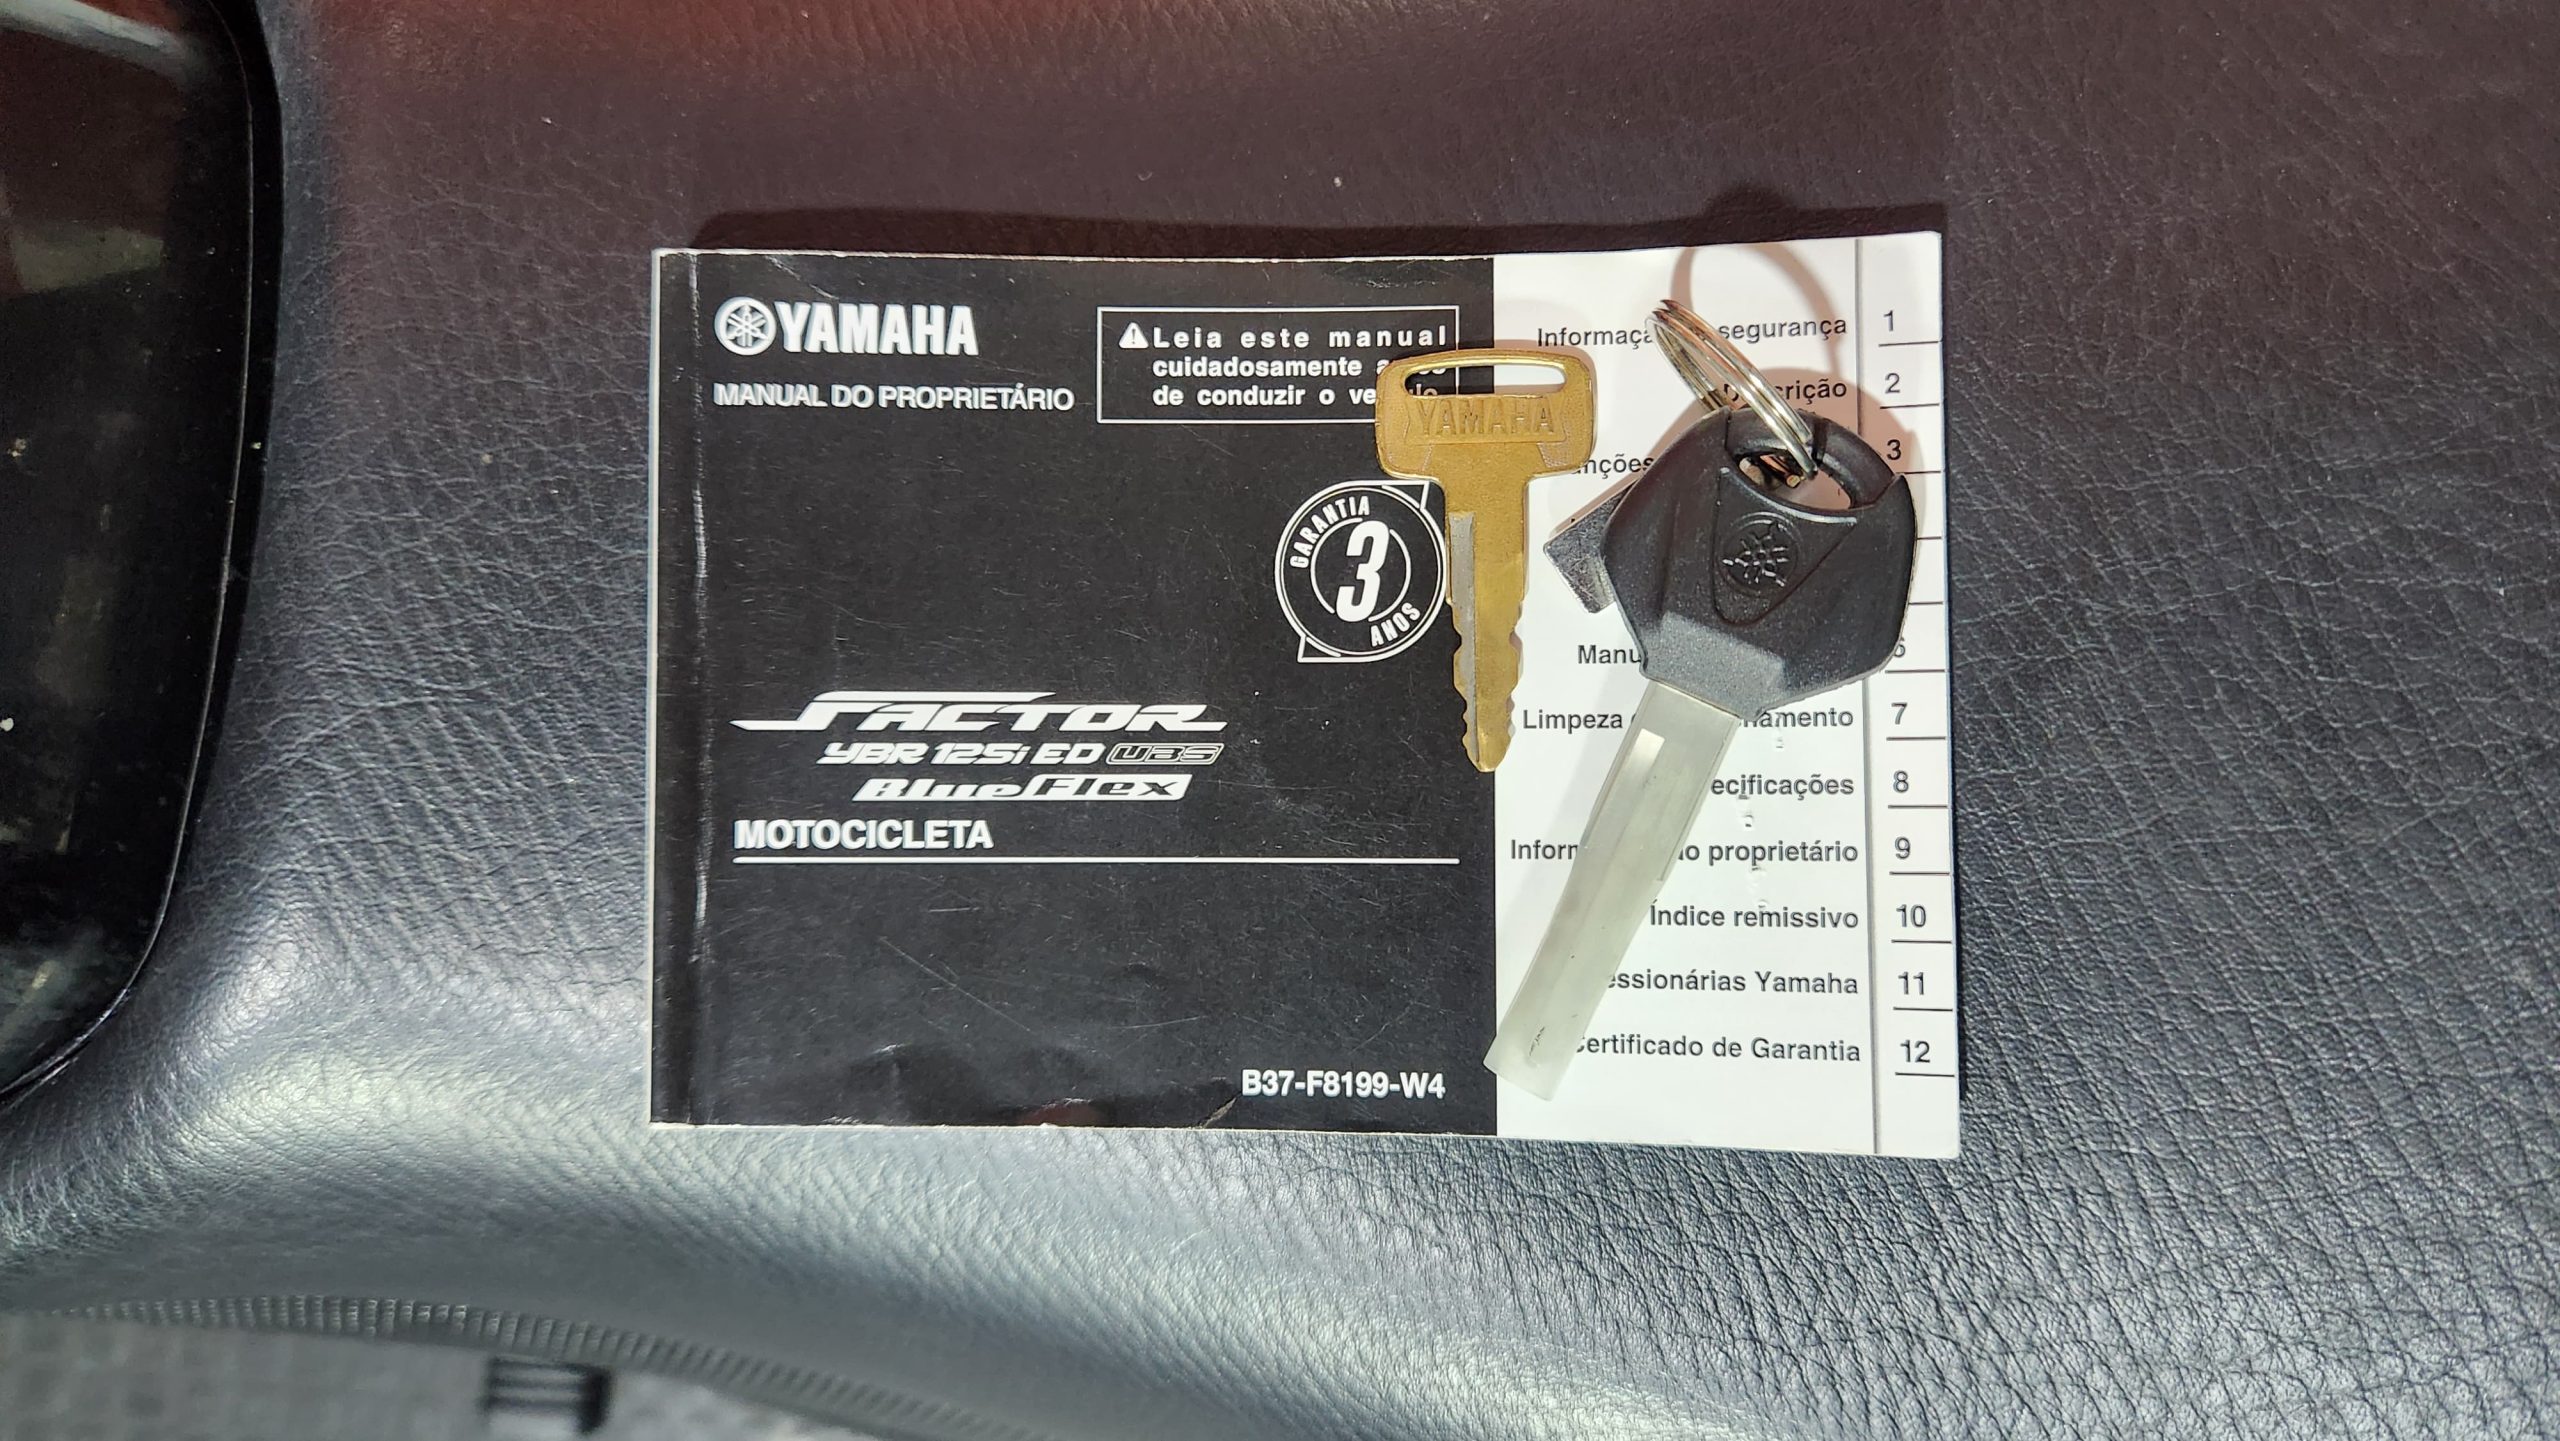 YAMAHA
MANUAL DO PROPRIETÁRIO
Leia este manual
cuidadosamente
de conduzir o
GARANTIA
3
ANOS
FACTOR
YBR 125i ED UBS
BlueFlex
MOTOCICLETA
B37-F8199-W4
YAMAHA
segurança 1
2
3
7
Limpeza
8
proprietário 9
Índice remissivo 10
Yamaha 11
de Garantia 12